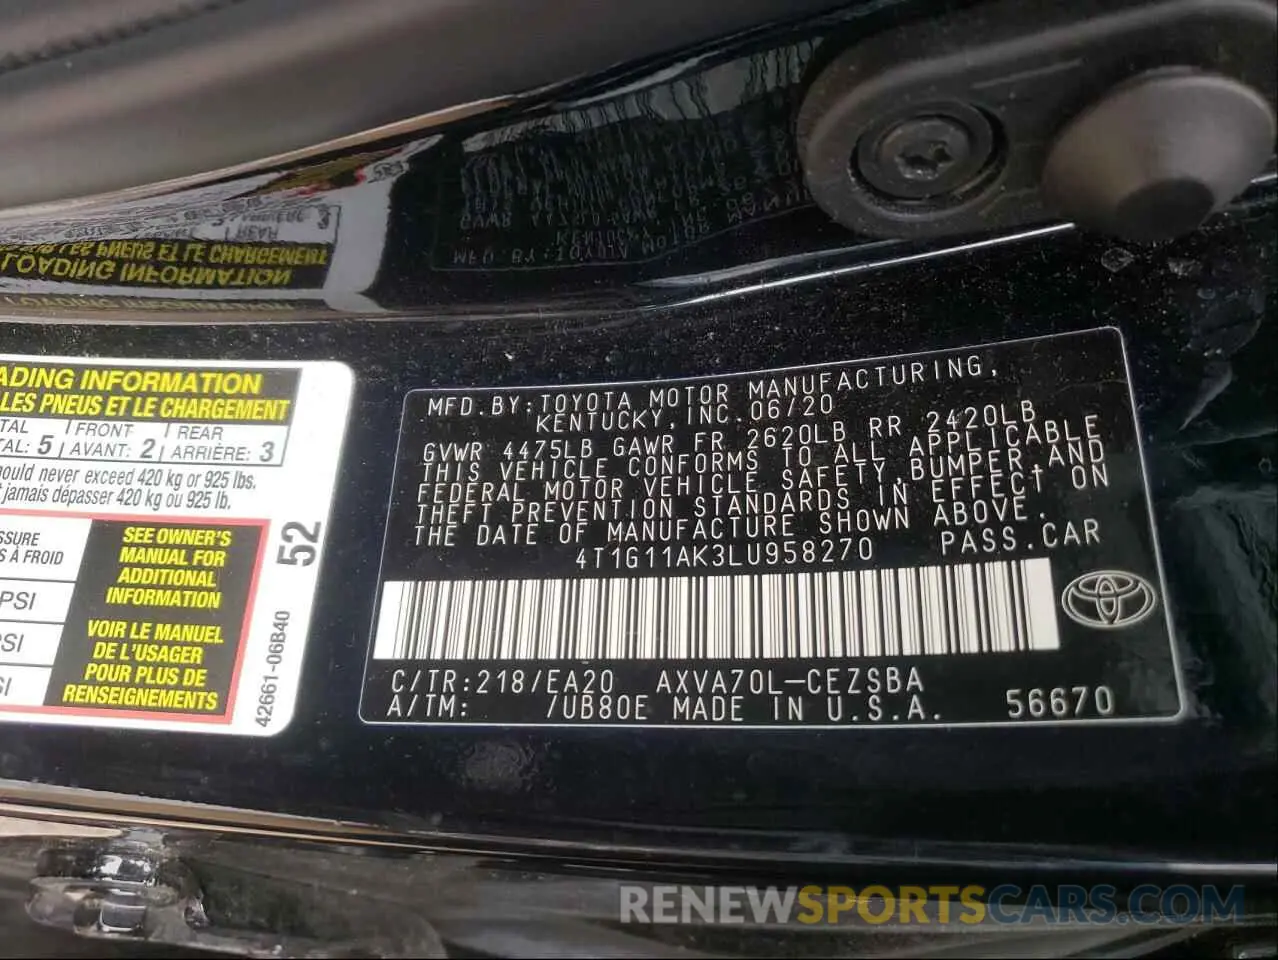 ADING INFORMATION
LES PNEUS ET LE CHARGEMENT
TAL FRONT REAR
AL: 5 AVANT: 2 ARRIÈRE: 3
ould never exceed 420 kg or 925 lbs.
jamais dépasser 420 kg ou 925 lb.
SSURE
À FROID
PSI
SI
SI
SEE OWNER'S
MANUAL FOR
ADDITIONAL
INFORMATION
VOIR LE MANUEL
DE L'USAGER
POUR PLUS DE
RENSEIGNEMENTS
52
42661-06B40
MFD.BY:TOYOTA MOTOR MANUFACTURING,
KENTUCKY,INC.06/20
GVWR 4475LB GAWR FR 2620LB RR 2420LB
THIS VEHICLE CONFORMS TO ALL APPLICABLE
FEDERAL MOTOR VEHICLE SAFETY,BUMPER,AND
THEFT PREVENTION STANDARDS IN EFFECT ON
THE DATE OF MANUFACTURE SHOWN ABOVE.
4T1G11AK3LU958270 PASS.CAR
C/TR:218/EA20 AXVA70L-CEZSBA
A/TM: /UB80E MADE IN U.S.A. 56670
RENEWSPORTSCARS.COM